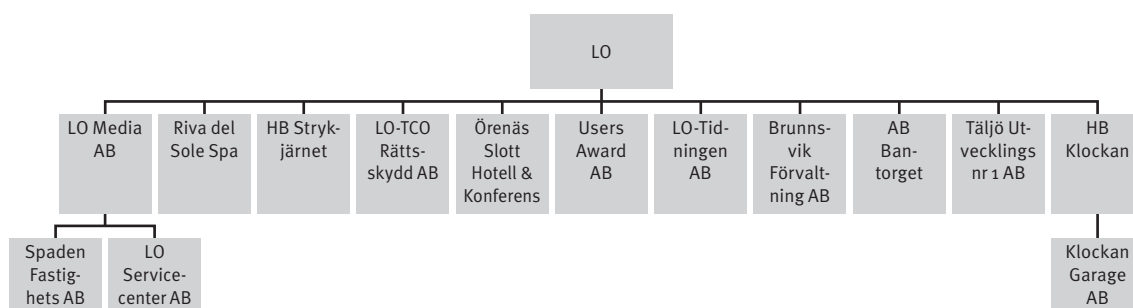 LO
LO Media
AB
Riva del
Sole Spa
HB Stryk-
järnet
LO-TCO
Rätts-
skydd AB
Örenäs
Slott
Hotell &
Konferens
Users
Award
AB
LO-Tid-
ningen
AB
Brunns-
vik
Förvalt-
ning AB
AB
Ban-
torget
Täljö Ut-
vecklings
nr 1 AB
HB
Klockan
Spaden
Fastig-
hets AB
LO
Service-
center AB
Klockan
Garage
AB